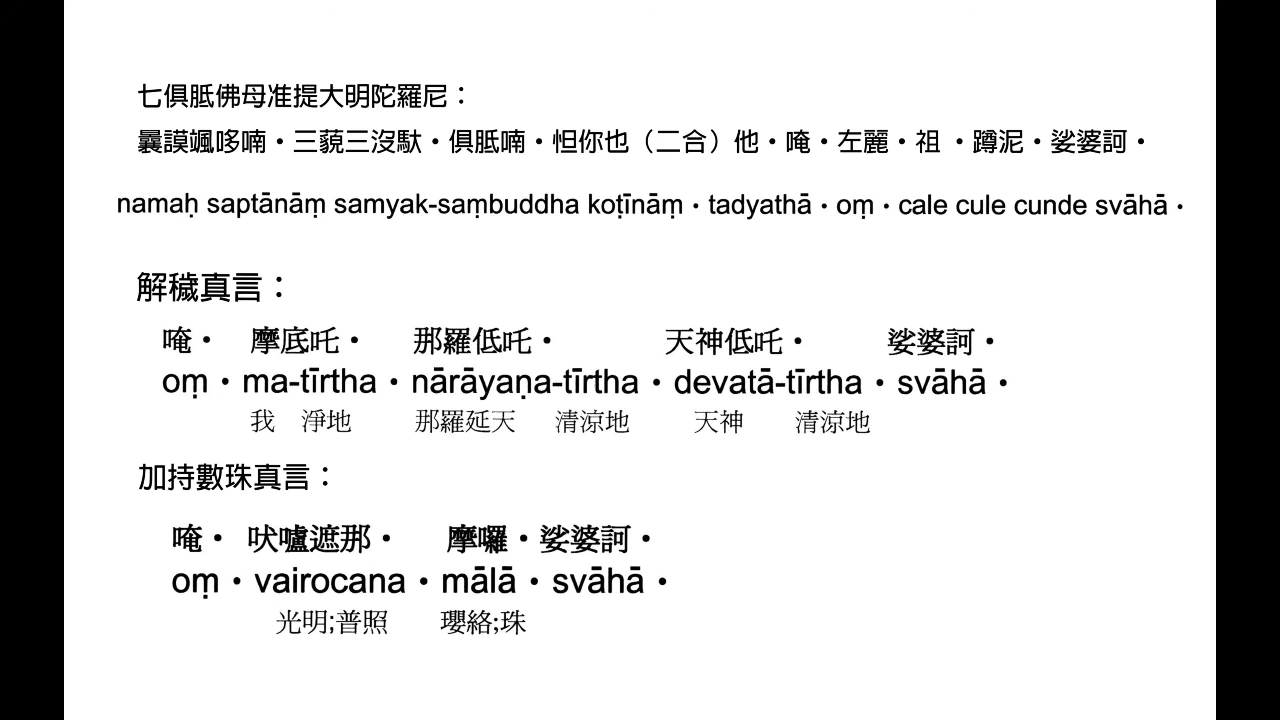 七俱胝佛母准提大明陀羅尼：
曩謨颯哆喃・三藐三沒馱・俱胝喃・怛你也（二合）他・唵・左麗・祖 ・蹲泥・娑婆訶・
namaḥ saptānāṃ samyak-saṃbuddha koṭīnāṃ・tadyathā・oṃ・cale cule cunde svāhā・
解穢真言：
唵・ 摩底吒・ 那羅低吒・ 天神低吒・ 娑婆訶・
oṃ・ma-tīrtha・nārāyaṇa-tīrtha・devatā-tīrtha・svāhā・
我 淨地 那羅延天 清涼地 天神 清涼地
加持數珠真言：
唵・ 吠嚧遮那・ 摩囉・娑婆訶・
oṃ・vairocana・mālā・svāhā・
光明;普照 瓔絡;珠